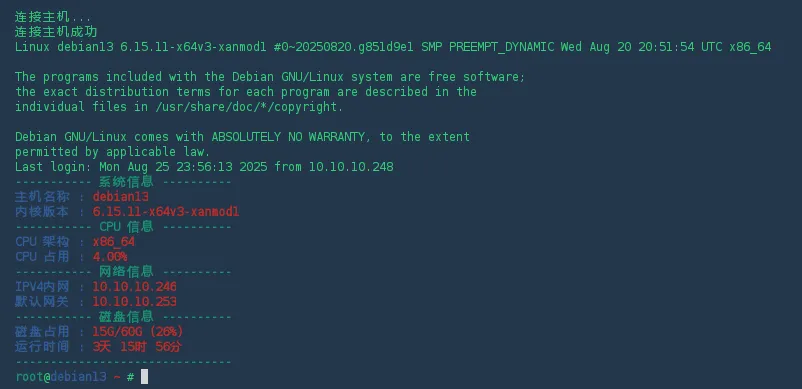 连接主机...
连接主机成功
Linux debian13 6.15.11-x64v3-xanmod1 #0~20250820.g851d9e1 SMP PREEMPT_DYNAMIC Wed Aug 20 20:51:54 UTC x86_64
The programs included with the Debian GNU/Linux system are free software;
the exact distribution terms for each program are described in the
individual files in /usr/share/doc/*/copyright.
Debian GNU/Linux comes with ABSOLUTELY NO WARRANTY, to the extent
permitted by applicable law.
Last login: Mon Aug 25 23:56:13 2025 from 10.10.10.248
----------- 系统信息 ----------
主机名称 : debian13
内核版本 : 6.15.11-x64v3-xanmod1
----------- CPU 信息 ----------
CPU 架构 : x86_64
CPU 占用 : 4.00%
----------- 网络信息 ----------
IPV4内网 : 10.10.10.246
默认网关 : 10.10.10.253
----------- 磁盘信息 ----------
磁盘占用 : 15G/60G (26%)
运行时间 : 3天 15时 56分
-------------------------------
root@debian13 ~ #